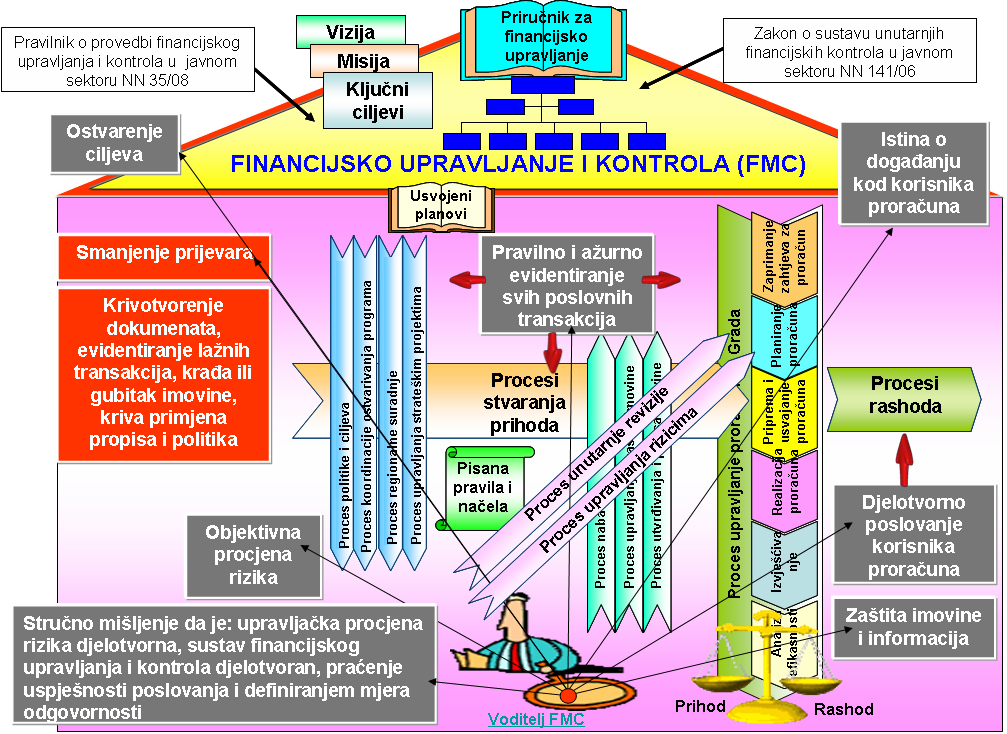 Pravilnik o provedbi financijskog
upravljanja i kontrola u javnom
sektoru NN 35/08
Vizija
Misija
Ključni
ciljevi
Priručnik za
financijsko
upravljanje
Zakon o sustavu unutarnjih
financijskih kontrola u javnom
sektoru NN 141/06
Ostvarenje
ciljeva
FINANCIJSKO UPRAVLJANJE I KONTROLA (FMC)
Istina o
događanju
kod korisnika
proračuna
Usvojeni
planovi
Smanjenje prijevara
Krivotvorenje
dokumenata,
evidentiranje lažnih
transakcija, krađa ili
gubitak imovine,
kriva primjena
propisa i politika
Pravilno i ažurno
evidentiranje
svih poslovnih
transakcija
Proces politike i ciljeva
Proces koordinacije ostvarivanja programa
Proces regionalne suradnje
Proces upravljanja strateškim projektima
Procesi
stvaranja
prihoda
Pisana
pravila i
načela
Proces unutarnje revizije
Proces upravljanja rizicima
Proces
Proces upravljanja
movine
Proces utvrđivanja
Proces upravljanje
Grada
Zaprimanje
zahtjeva za
proračun
Planiranje
proračuna
Priprema i
usvajanje
proračuna
Realizacija
proračuna
Izvješćiva
nje
efikasnosti
Procesi
rashoda
Djelotvorno
poslovanje
korisnika
proračuna
Objektivna
procjena
rizika
Stručno mišljenje da je: upravljačka procjena
rizika djelotvorna, sustav financijskog
upravljanja i kontrola djelotvoran, praćenje
uspješnosti poslovanja i definiranjem mjera
odgovornosti
Zaštita imovine
i informacija
Voditelj FMC
Prihod
Rashod